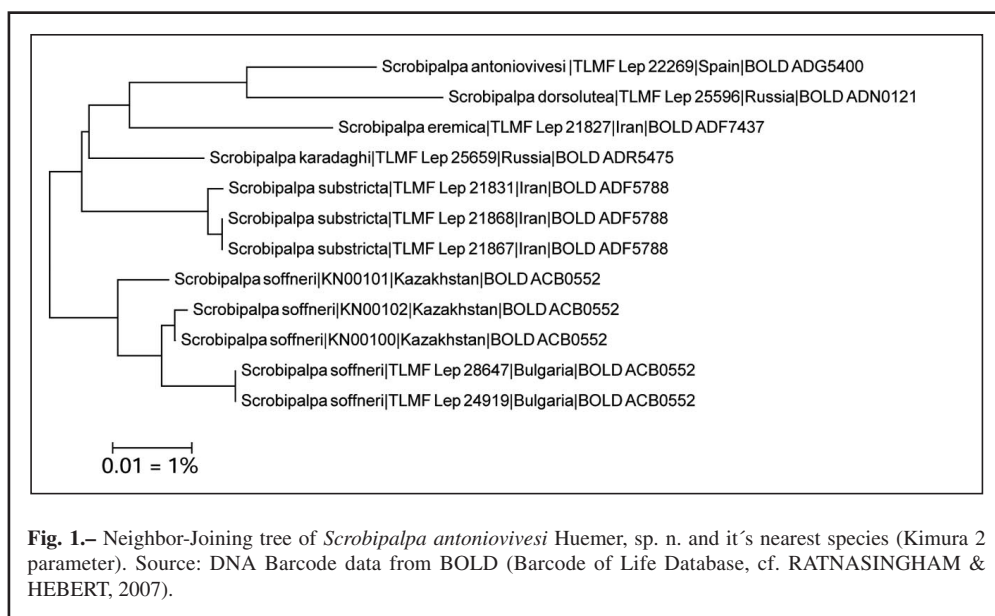 Scrobipalpa antoniovivesi|TLMF Lep 22269|Spain|BOLD ADG5400
Scrobipalpa dorsolutea|TLMF Lep 25596|Russia|BOLD ADN0121
Scrobipalpa eremica|TLMF Lep 21827|Iran|BOLD ADF7437
Scrobipalpa karadaghi|TLMF Lep 25659|Russia|BOLD ADR5475
Scrobipalpa substricta|TLMF Lep 21831|Iran|BOLD ADF5788
Scrobipalpa substricta|TLMF Lep 21868|Iran|BOLD ADF5788
Scrobipalpa substricta|TLMF Lep 21867|Iran|BOLD ADF5788
Scrobipalpa soffneri|KN00101|Kazakhstan|BOLD ACB0552
Scrobipalpa soffneri|KN00102|Kazakhstan|BOLD ACB0552
Scrobipalpa soffneri|KN00100|Kazakhstan|BOLD ACB0552
Scrobipalpa soffneri|TLMF Lep 28647|Bulgaria|BOLD ACB0552
Scrobipalpa soffneri|TLMF Lep 24919|Bulgaria|BOLD ACB0552
0.01 = 1%
Fig. 1.– Neighbor-Joining tree of Scrobipalpa antoniovivesi Huemer, sp. n. and it´s nearest species (Kimura 2
parameter). Source: DNA Barcode data from BOLD (Barcode of Life Database, cf. RATNASINGHAM &
HEBERT, 2007).